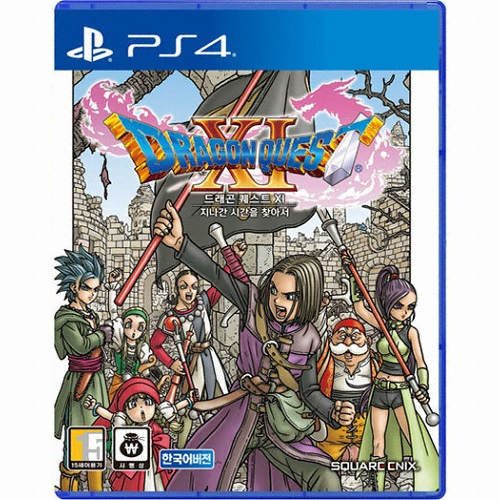 PS4
XI
DRAGON QUEST
드래곤 퀘스트 XI
지나간 시간을 찾아서
15
15세이용가
시험성
한국어버전
SQUARE ENIX